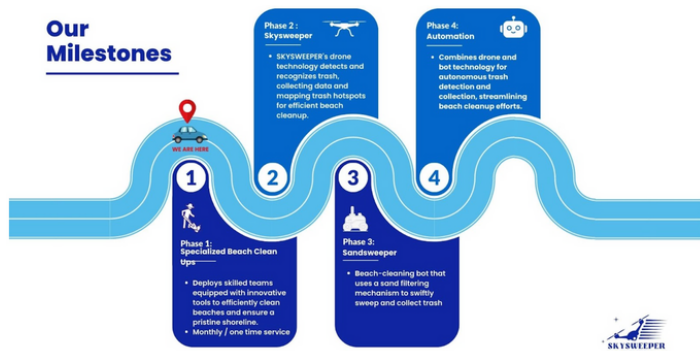 Our
Milestones
WE ARE HERE
1
Phase 1:
Specialized Beach Clean
Ups
• Deploys skilled teams
equipped with innovative
tools to efficiently clean
beaches and ensure a
pristine shoreline.
• Monthly / one time service
Phase 2 :
Skysweeper
• SKYSWEEPER's drone
technology detects and
recognizes trash,
collecting data and
mapping trash hotspots
for efficient beach
cleanup.
2
3
Phase 3:
Sandsweeper
• Beach-cleaning bot that
uses a sand filtering
mechanism to swiftly
sweep and collect trash
Phase 4:
Automation
• Combines drone and
bot technology for
autonomous trash
detection and
collection, streamlining
beach cleanup efforts.
4
SKYSWEEPER